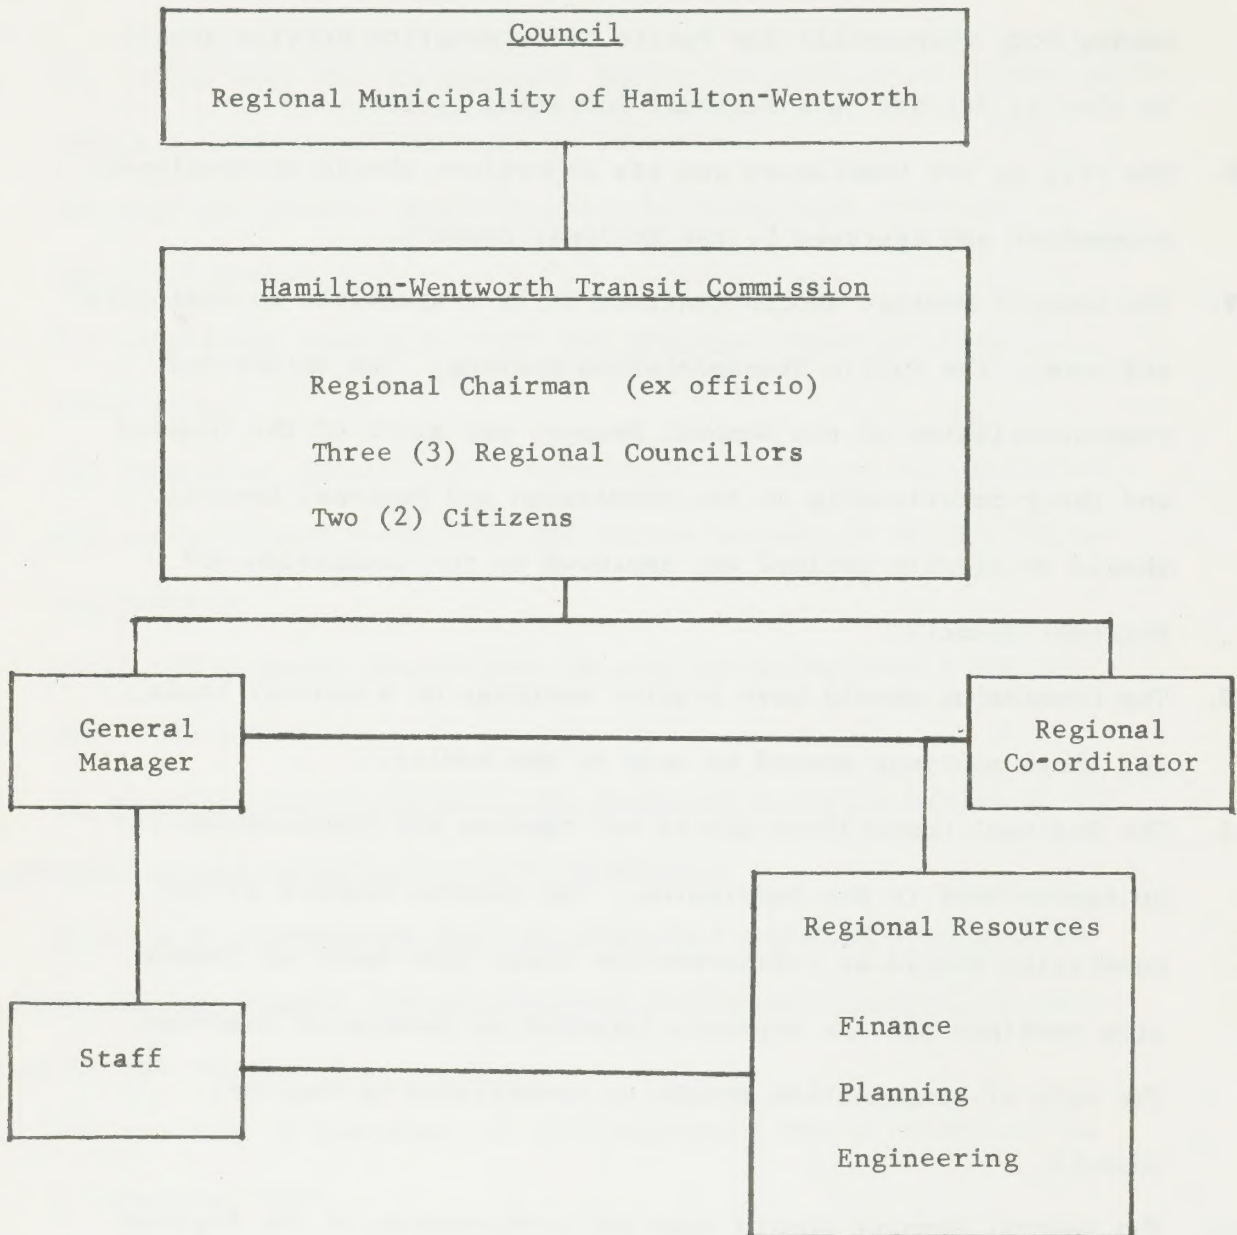 Council
Regional Municipality of Hamilton-Wentworth
Hamilton-Wentworth Transit Commission
Regional Chairman (ex officio)
Three (3) Regional Councillors
Two (2) Citizens
General
Manager
Regional
Co-ordinator
Regional Resources
Finance
Planning
Engineering
Staff